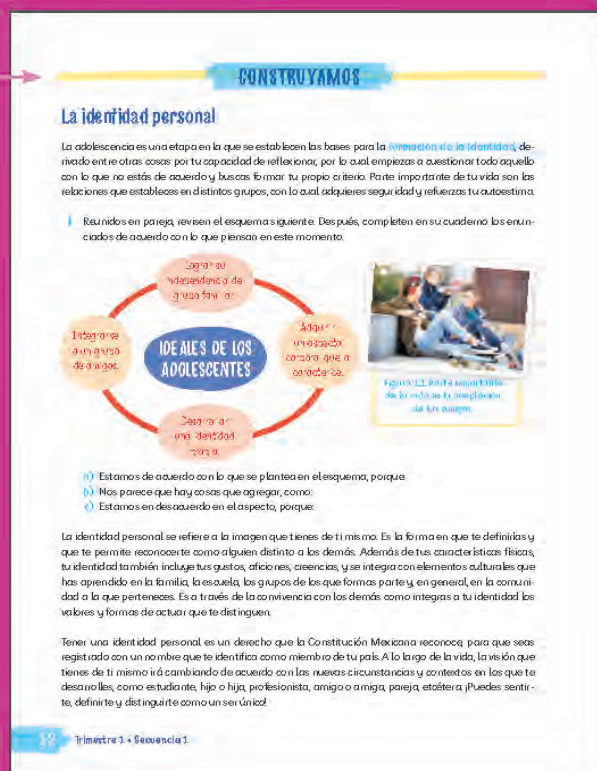 CONSTRUYAMOS
La identidad personal
La adolescencia es una etapa en la que se establecen las bases para la formación de la identidad, de-
rivado entre otras cosas por tu capacidad de reflexionar, por lo cual empiezas a cuestionar todo aquello
con lo que no estás de acuerdo y buscas formar tu propio criterio. Parte importante de tu vida son las
relaciones que estableces en distintos grupos, con lo cual adquieres seguridad y refuerzas tu autoestima.
Reunidos en pareja, revisen el esquema siguiente. Después, completen en su cuaderno los enun-
ciados de acuerdo con lo que piensan en este momento.
Lograr su
independencia de
grupo familiar.
Integrarse
a un grupo
de amigos.
IDEALES DE LOS
ADOLESCENTES
Adquirir
un aspecto
corporal que a
caracterice.
Desarrollar
una identidad
propia.
Figura 1.1 Parte importante
de la vida es la aceptación
de tus amigos.
a) Estamos de acuerdo con lo que se plantea en el esquema, porque:
b) Nos parece que hay cosas que agregar, como:
c) Estamos en desacuerdo en el aspecto, porque:
La identidad personal se refiere a la imagen que tienes de ti mismo. Es la forma en que te definirías y
que te permite reconocerte como alguien distinto a los demás. Además de tus características físicas,
tu identidad también incluye tus gustos, aficiones, creencias, y se integra con elementos culturales que
has aprendido en la familia, la escuela, los grupos de los que formas parte y, en general, en la comuni-
dad a la que perteneces. Es a través de la convivencia con los demás como integras a tu identidad los
valores y formas de actuar que te distinguen.
Tener una identidad personal es un derecho que la Constitución Mexicana reconoce, para que seas
registrado con un nombre que te identifica como miembro de tu país. A lo largo de la vida, la visión que
tienes de ti mismo irá cambiando de acuerdo con las nuevas circunstancias y contextos en los que te
desarrolles, como estudiante, hijo o hija, profesionista, amigo o amiga, pareja, etcétera. ¡Puedes sentir-
te, definirte y distinguirte como un ser único!
12 Trimestre 1 • Secuencia 1